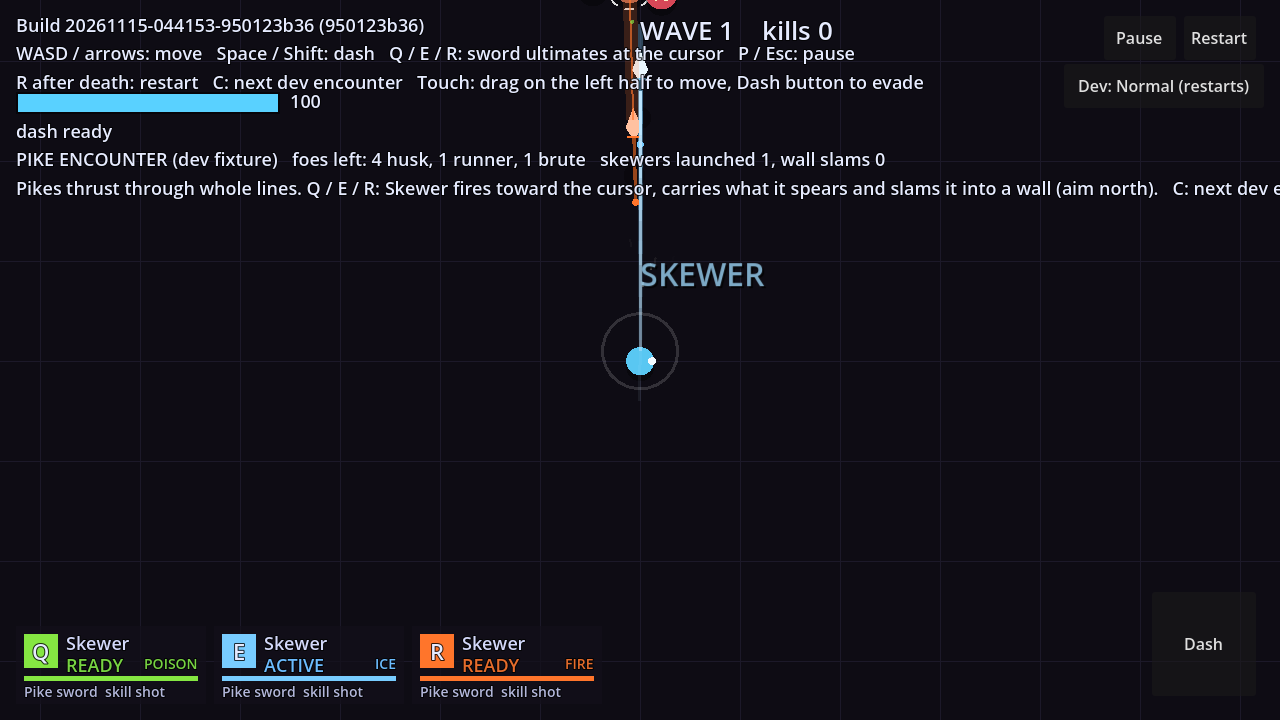 Build 20261115-044153-950123b36 (950123b36)
WAVE 1 kills 0
Pause
Restart
WASD / arrows: move Space / Shift: dash Q / E / R: sword ultimates at the cursor P / Esc: pause
R after death: restart C: next dev encounter Touch: drag on the left half to move, Dash button to evade
Dev: Normal (restarts)
100
dash ready
PIKE ENCOUNTER (dev fixture) foes left: 4 husk, 1 runner, 1 brute skewers launched 1, wall slams 0
Pikes thrust through whole lines. Q / E / R: Skewer fires toward the cursor, carries what it spears and slams it into a wall (aim north). C: next dev e
SKEWER
Q Skewer
READY POISON
Pike sword skill shot
E Skewer
ACTIVE ICE
Pike sword skill shot
R Skewer
READY FIRE
Pike sword skill shot
Dash